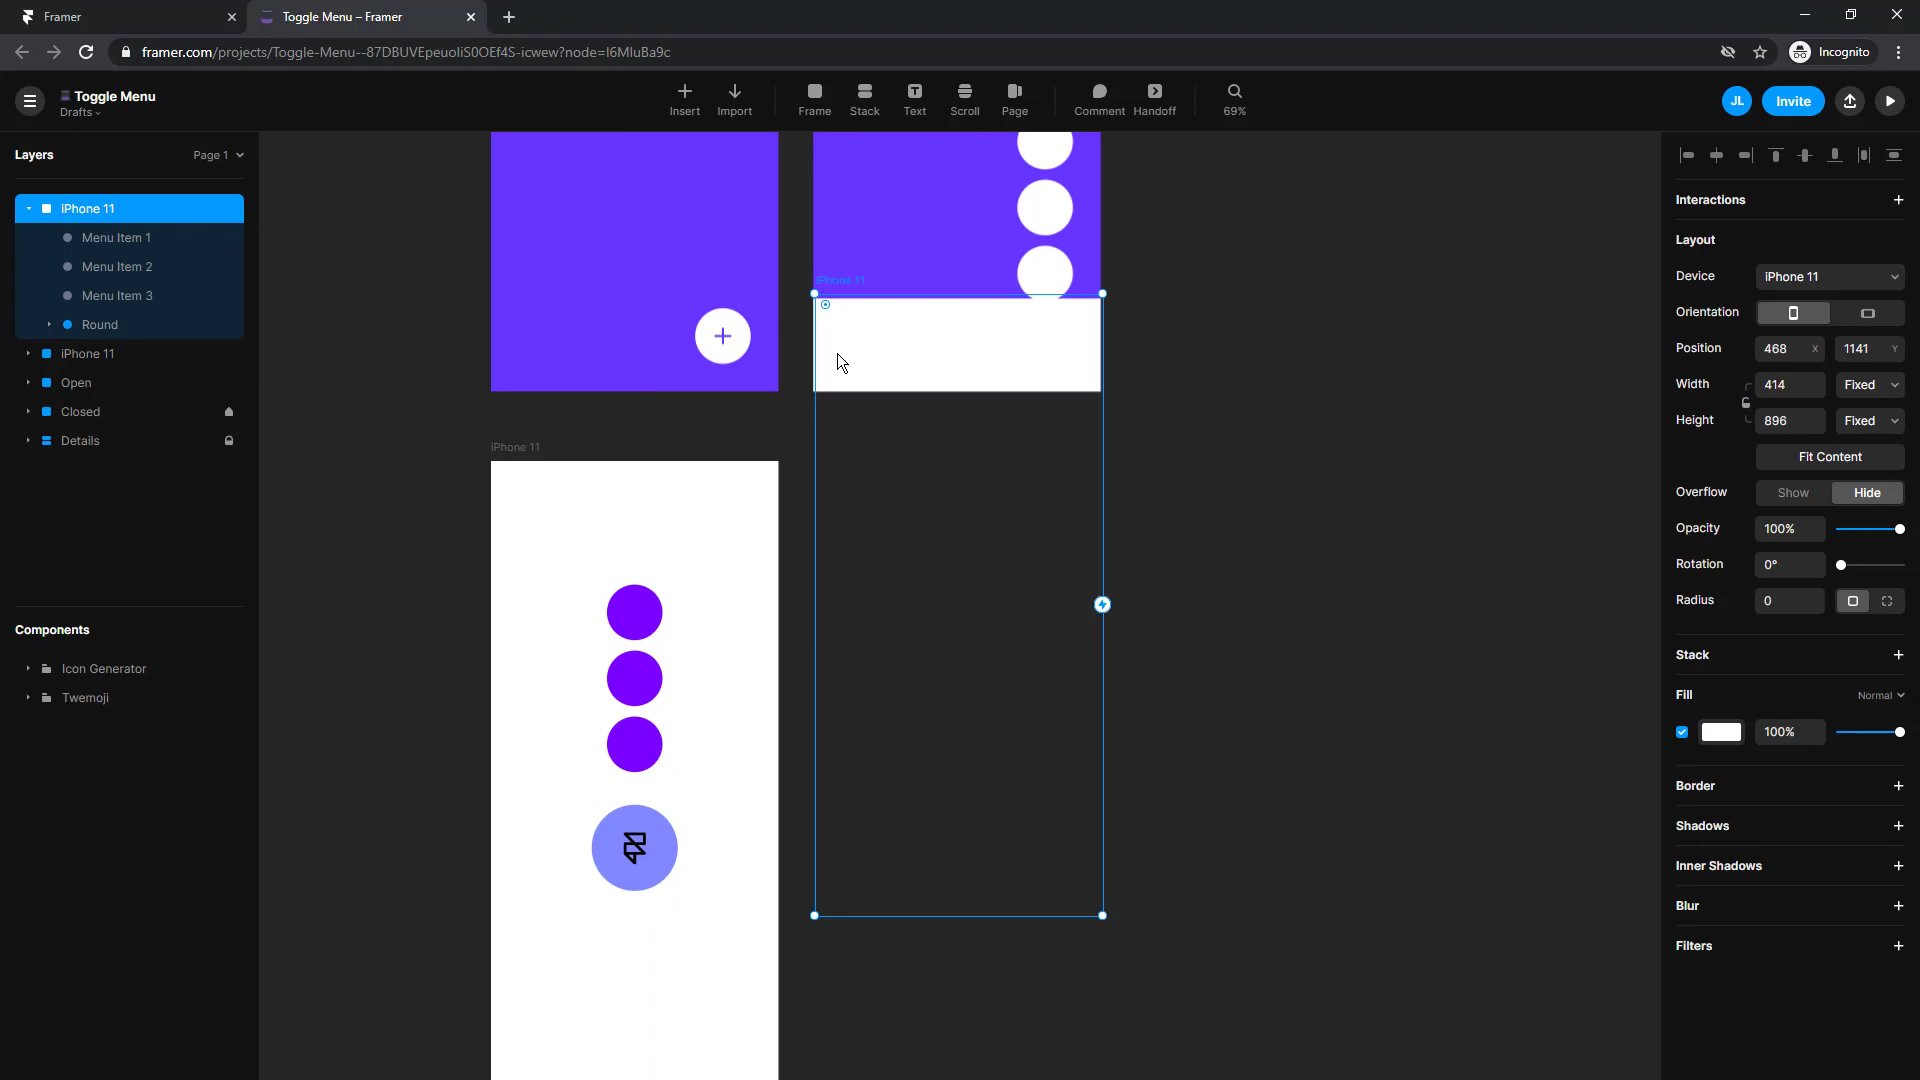 Framer
Toggle Menu – Framer
framer.com/projects/Toggle-Menu--87DBUVEpeuoliS0OEf4S-icwew?node=I6MIuBa9c
Incognito
Toggle Menu
Drafts
Insert
Import
Frame
Stack
Text
Scroll
Page
Comment
Handoff
69%
JL
Invite
Layers
Page 1
iPhone 11
Menu Item 1
Menu Item 2
Menu Item 3
Round
iPhone 11
Open
Closed
Details
Components
Icon Generator
Twemoji
iPhone 11
iPhone 11
Interactions
Layout
Device
iPhone 11
Orientation
Position
468 X
1141 Y
Width
414
Fixed
Height
896
Fixed
Fit Content
Overflow
Show
Hide
Opacity
100%
Rotation
0°
Radius
0
Stack
Fill
Normal
100%
Border
Shadows
Inner Shadows
Blur
Filters